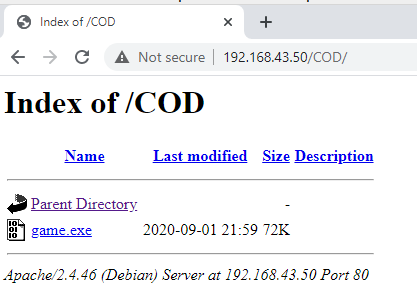 Index of /COD
Not secure | 192.168.43.50/COD/
Index of /COD
Name Last modified Size Description
Parent Directory -
game.exe 2020-09-01 21:59 72K
Apache/2.4.46 (Debian) Server at 192.168.43.50 Port 80